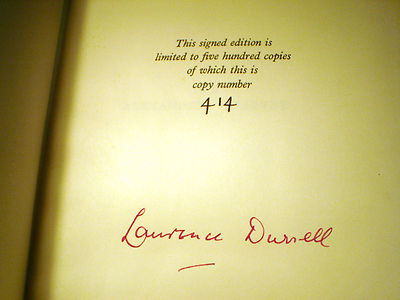 This signed edition is
limited to five hundred copies
of which this is
copy number
414
Lawrence Durrell